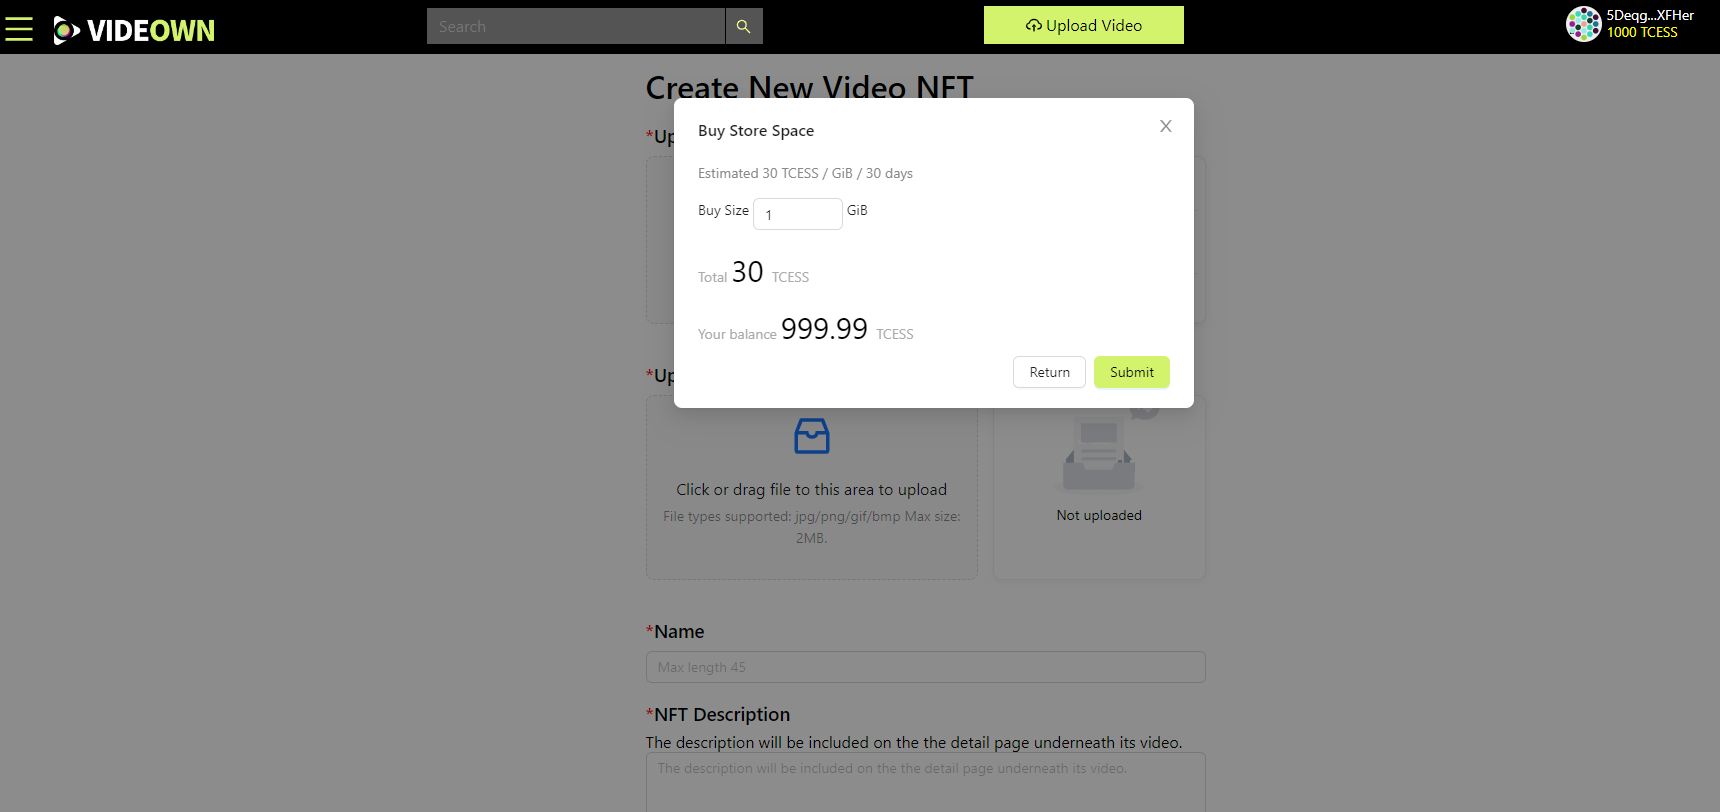 VIDEOWN
Search
Upload Video
5Deqg...XFHer
1000 TCESS
Create New Video NFT
*Up
Buy Store Space
Estimated 30 TCESS / GiB / 30 days
Buy Size 1 GiB
Total 30 TCESS
Your balance 999.99 TCESS
Return Submit
*Up
Click or drag file to this area to upload
File types supported: jpg/png/gif/bmp Max size:
2MB.
Not uploaded
*Name
Max length 45
*NFT Description
The description will be included on the the detail page underneath its video.
The description will be included on the the detail page underneath its video.